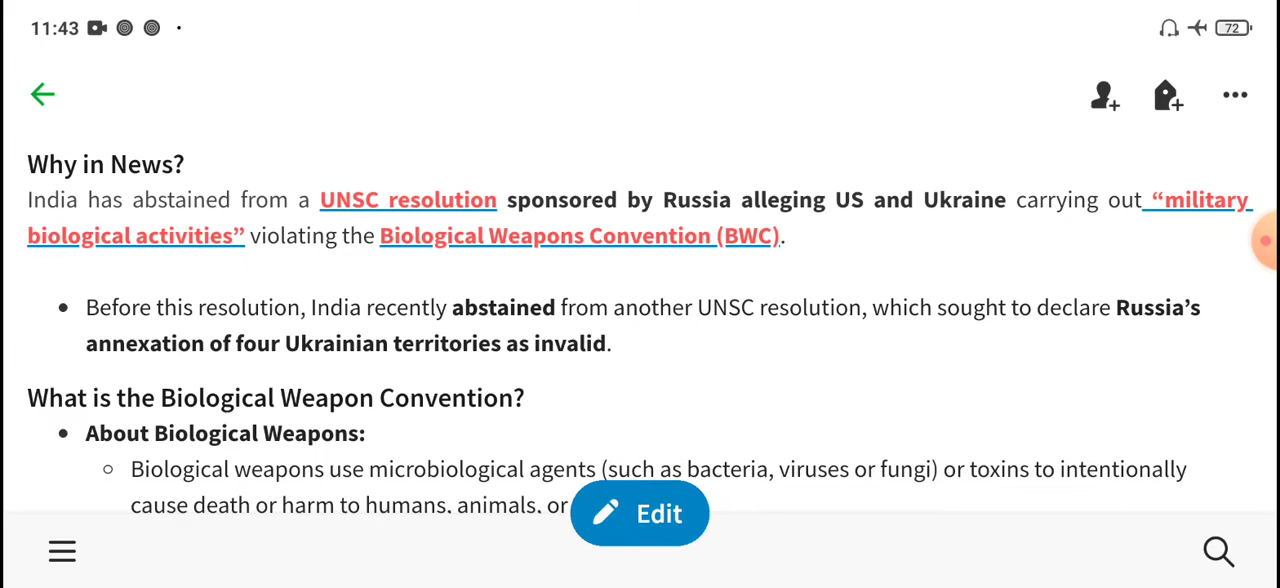 11:43
72
Why in News?
India has abstained from a UNSC resolution sponsored by Russia alleging US and Ukraine carrying out “military
biological activities” violating the Biological Weapons Convention (BWC).
• Before this resolution, India recently abstained from another UNSC resolution, which sought to declare Russia’s
annexation of four Ukrainian territories as invalid.
What is the Biological Weapon Convention?
• About Biological Weapons:
○ Biological weapons use microbiological agents (such as bacteria, viruses or fungi) or toxins to intentionally
cause death or harm to humans, animals, or
Edit